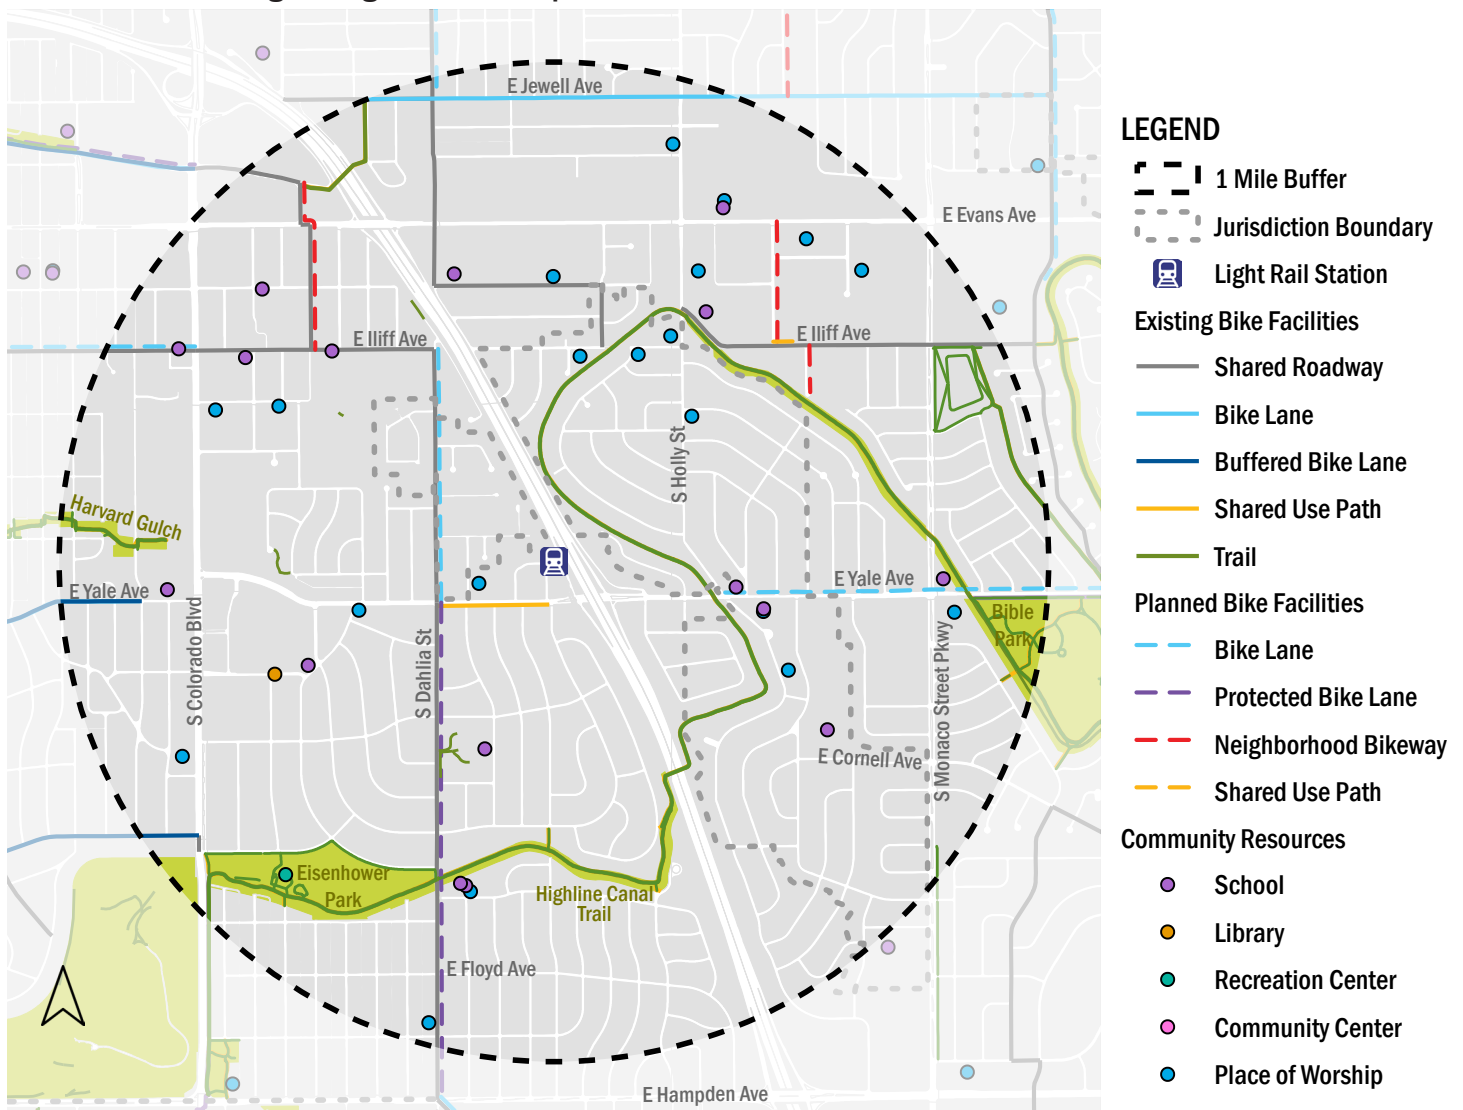 E Jewell Ave
E Evans Ave
E Iliff Ave
E Iliff Ave
S Holly St
Harvard Gulch
E Yale Ave
E Yale Ave
S Colorado Blvd
S Dahlia St
Bible
Park
S Monaco Street Pkwy
E Cornell Ave
Eisenhower
Park
Highline Canal
Trail
E Floyd Ave
E Hampden Ave
LEGEND
1 Mile Buffer
Jurisdiction Boundary
Light Rail Station
Existing Bike Facilities
Shared Roadway
Bike Lane
Buffered Bike Lane
Shared Use Path
Trail
Planned Bike Facilities
Bike Lane
Protected Bike Lane
Neighborhood Bikeway
Shared Use Path
Community Resources
School
Library
Recreation Center
Community Center
Place of Worship